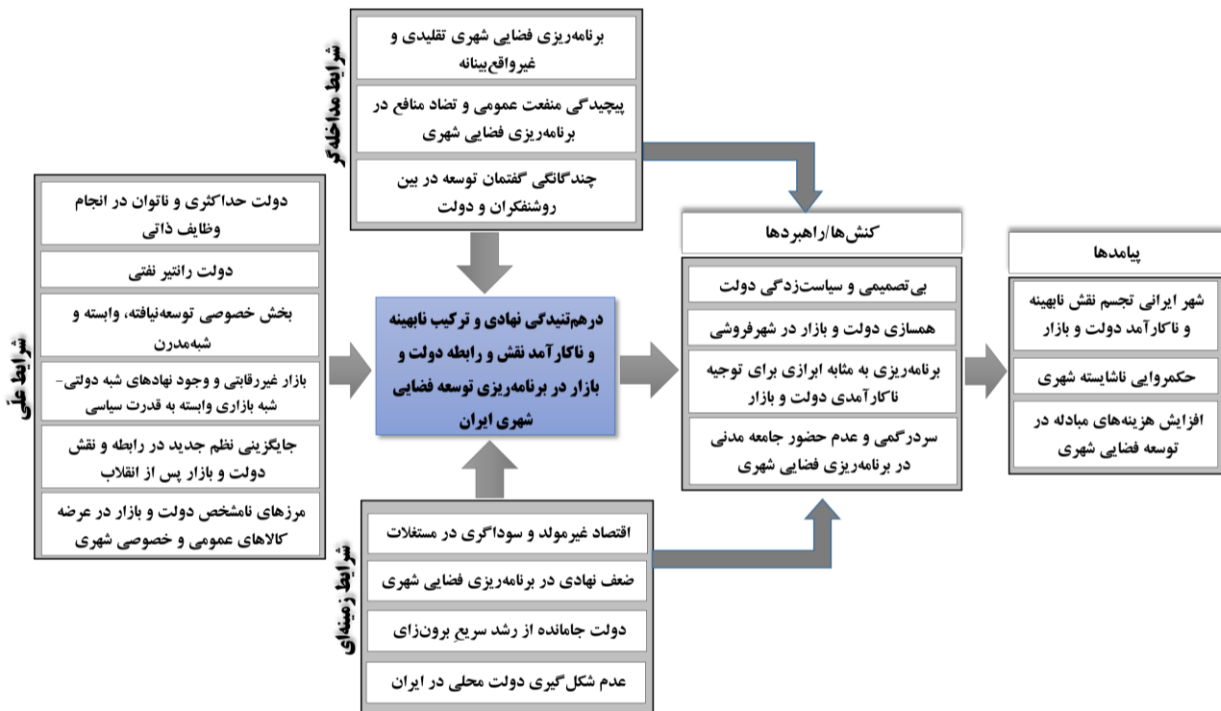 شرایط مداخله‌گر
برنامه‌ریزی فضایی شهری تقلیدی و
غیرواقع‌بینانه
پیچیدگی منفعت عمومی و تضاد منافع در
برنامه‌ریزی فضایی شهری
چندگانگی گفتمان توسعه در بین
روشنفکران و دولت
شرایط علّی
دولت حداکثری و ناتوان در انجام
وظایف ذاتی
دولت رانتیر نفتی
بخش خصوصی توسعه‌نیافته، وابسته و
شبه‌مدرن
بازار غیررقابتی و وجود نهادهای شبه دولتی-
شبه بازاری وابسته به قدرت سیاسی
جایگزینی نظم جدید در رابطه و نقش
دولت و بازار پس از انقلاب
مرزهای نامشخص دولت و بازار در عرضه
کالاهای عمومی و خصوصی شهری
درهم‌تنیدگی نهادی و ترکیب نابهینه
و ناکارآمد نقش و رابطه دولت و
بازار در برنامه‌ریزی توسعه فضایی
شهری ایران
شرایط زمینه‌ای
اقتصاد غیرمولد و سوداگری در مستغلات
ضعف نهادی در برنامه‌ریزی فضایی شهری
دولت جامانده از رشد سریعِ برون‌زای
عدم شکل‌گیری دولت محلی در ایران
کنش‌ها/راهبردها
بی‌تصمیمی و سیاست‌زدگی دولت
همسازی دولت و بازار در شهرفروشی
برنامه‌ریزی به مثابه ابرازی برای توجیه
ناکارآمدی دولت و بازار
سردرگمی و عدم حضور جامعه مدنی
در برنامه‌ریزی فضایی شهری
پیامدها
شهر ایرانی تجسم نقش نابهینه
و ناکارآمد دولت و بازار
حکمروایی ناشایسته شهری
افزایش هزینه‌های مبادله در
توسعه فضایی شهری